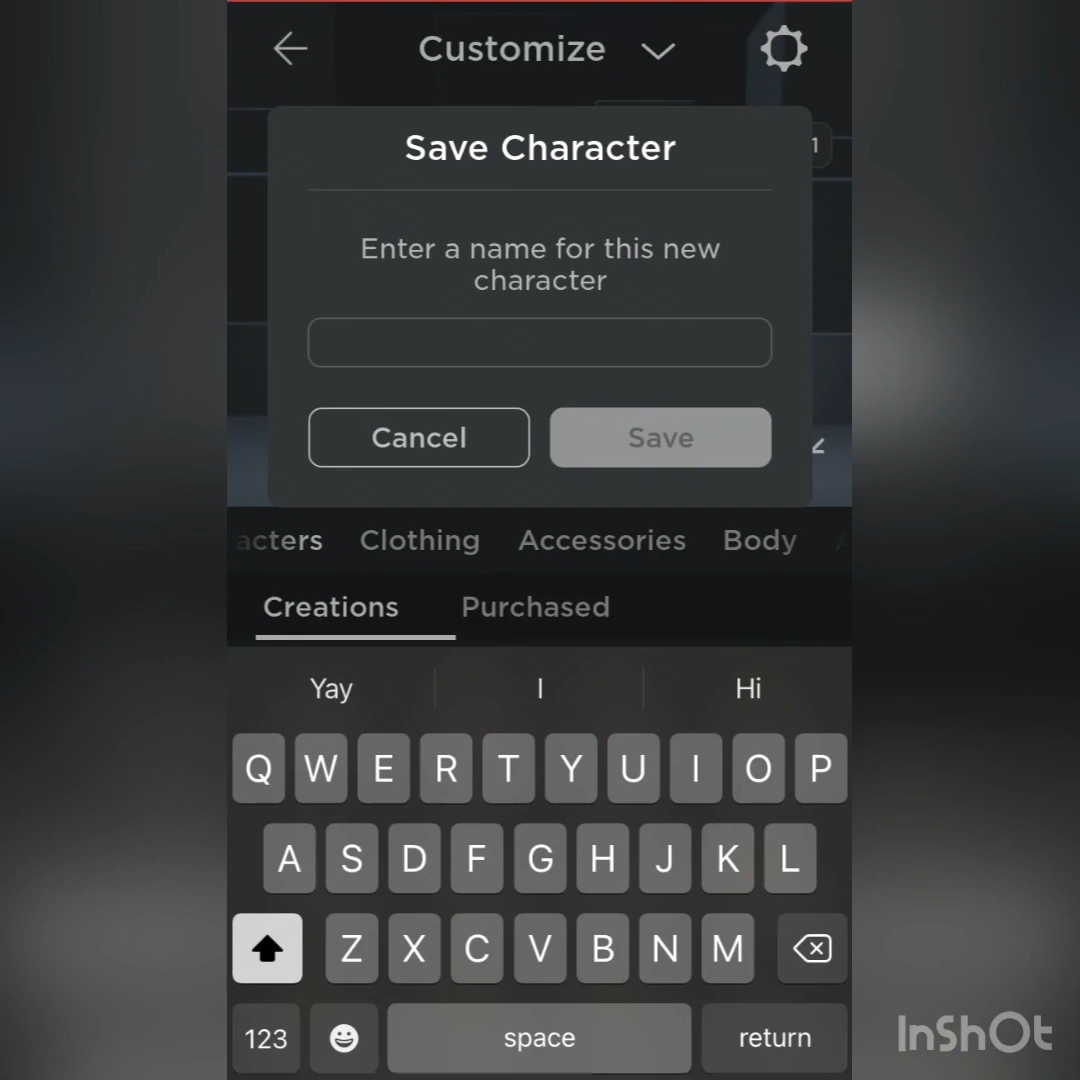 Customize
Save Character
1
Enter a name for this new
character
Cancel Save
acters Clothing Accessories Body
Creations Purchased
Yay I Hi
Q W E R T Y U I O P
A S D F G H J K L
Z X C V B N M
123 space return
InShOt